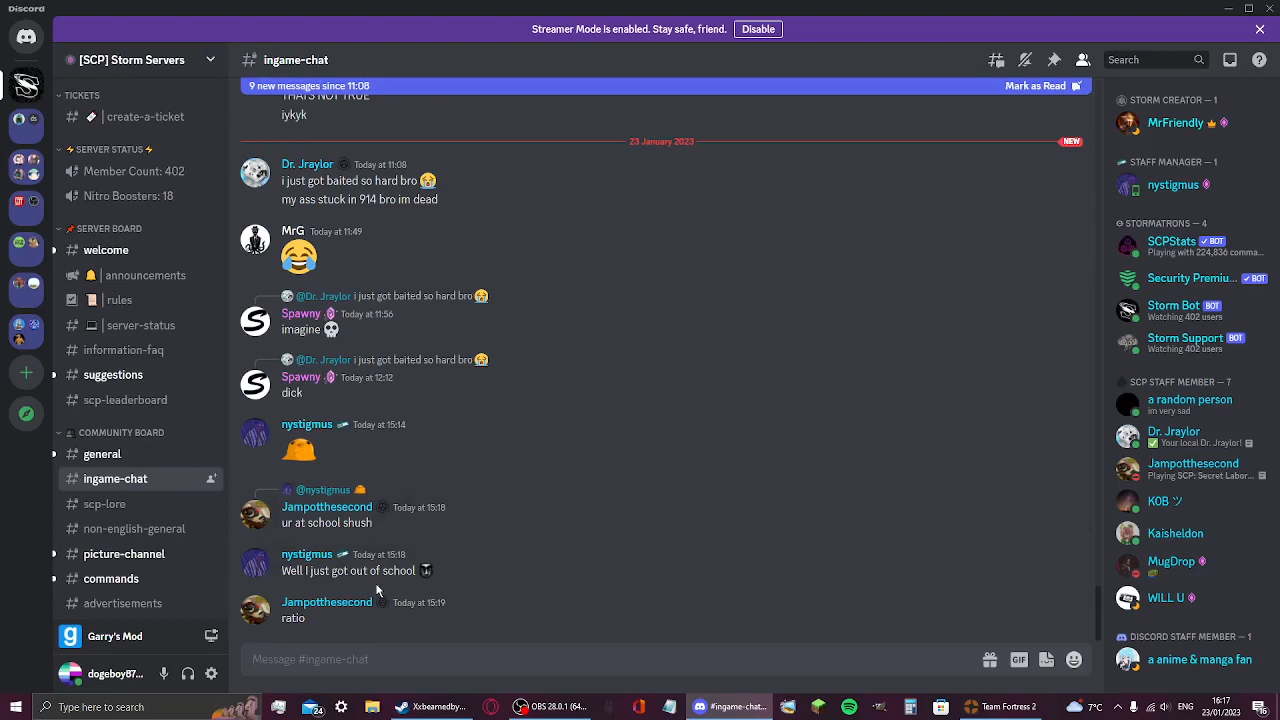 Discord
Streamer Mode is enabled. Stay safe, friend.
Disable
[SCP] Storm Servers
ingame-chat
Search
9 new messages since 11:08
Mark as Read
TICKETS
create-a-ticket
SERVER STATUS
Member Count: 402
Nitro Boosters: 18
SERVER BOARD
welcome
| announcements
| rules
| server-status
information-faq
suggestions
scp-leaderboard
COMMUNITY BOARD
general
ingame-chat
scp-lore
non-english-general
picture-channel
commands
advertisements
Garry's Mod
dogeboy87...
THATS NOT TRUE
iykyk
23 January 2023
NEW
Dr. Jraylor Today at 11:08
i just got baited so hard bro 😭
my ass stuck in 914 bro im dead
MrG Today at 11:49
😂
@Dr. Jraylor i just got baited so hard bro 😭
Spawny Today at 11:56
imagine 💀
@Dr. Jraylor i just got baited so hard bro 😭
Spawny Today at 12:12
dick
nystigmus Today at 15:14
@nystigmus
Jampotthesecond Today at 15:18
ur at school shush
nystigmus Today at 15:18
Well I just got out of school
Jampotthesecond Today at 15:19
ratio
Message #ingame-chat
GIF
STORM CREATOR — 1
MrFriendly
STAFF MANAGER — 1
nystigmus
STORMATRONS — 4
SCPStats ✓ BOT
Playing with 224,836 comma...
Security Premiu... ✓ BOT
Storm Bot BOT
Watching 402 users
Storm Support BOT
Watching 402 users
SCP STAFF MEMBER — 7
a random person
im very sad
Dr. Jraylor
✅ Your local Dr. Jraylor!
Jampotthesecond
Playing SCP: Secret Labor...
K0B ツ
Kaisheldon
MugDrop
WILL U
DISCORD STAFF MEMBER — 1
a anime & manga fan
Type here to search
24
Xxbearnedby...
OBS 28.0.1 (64...
#ingame-chat...
Team Fortress 2
7°C
16:17
23/01/2023